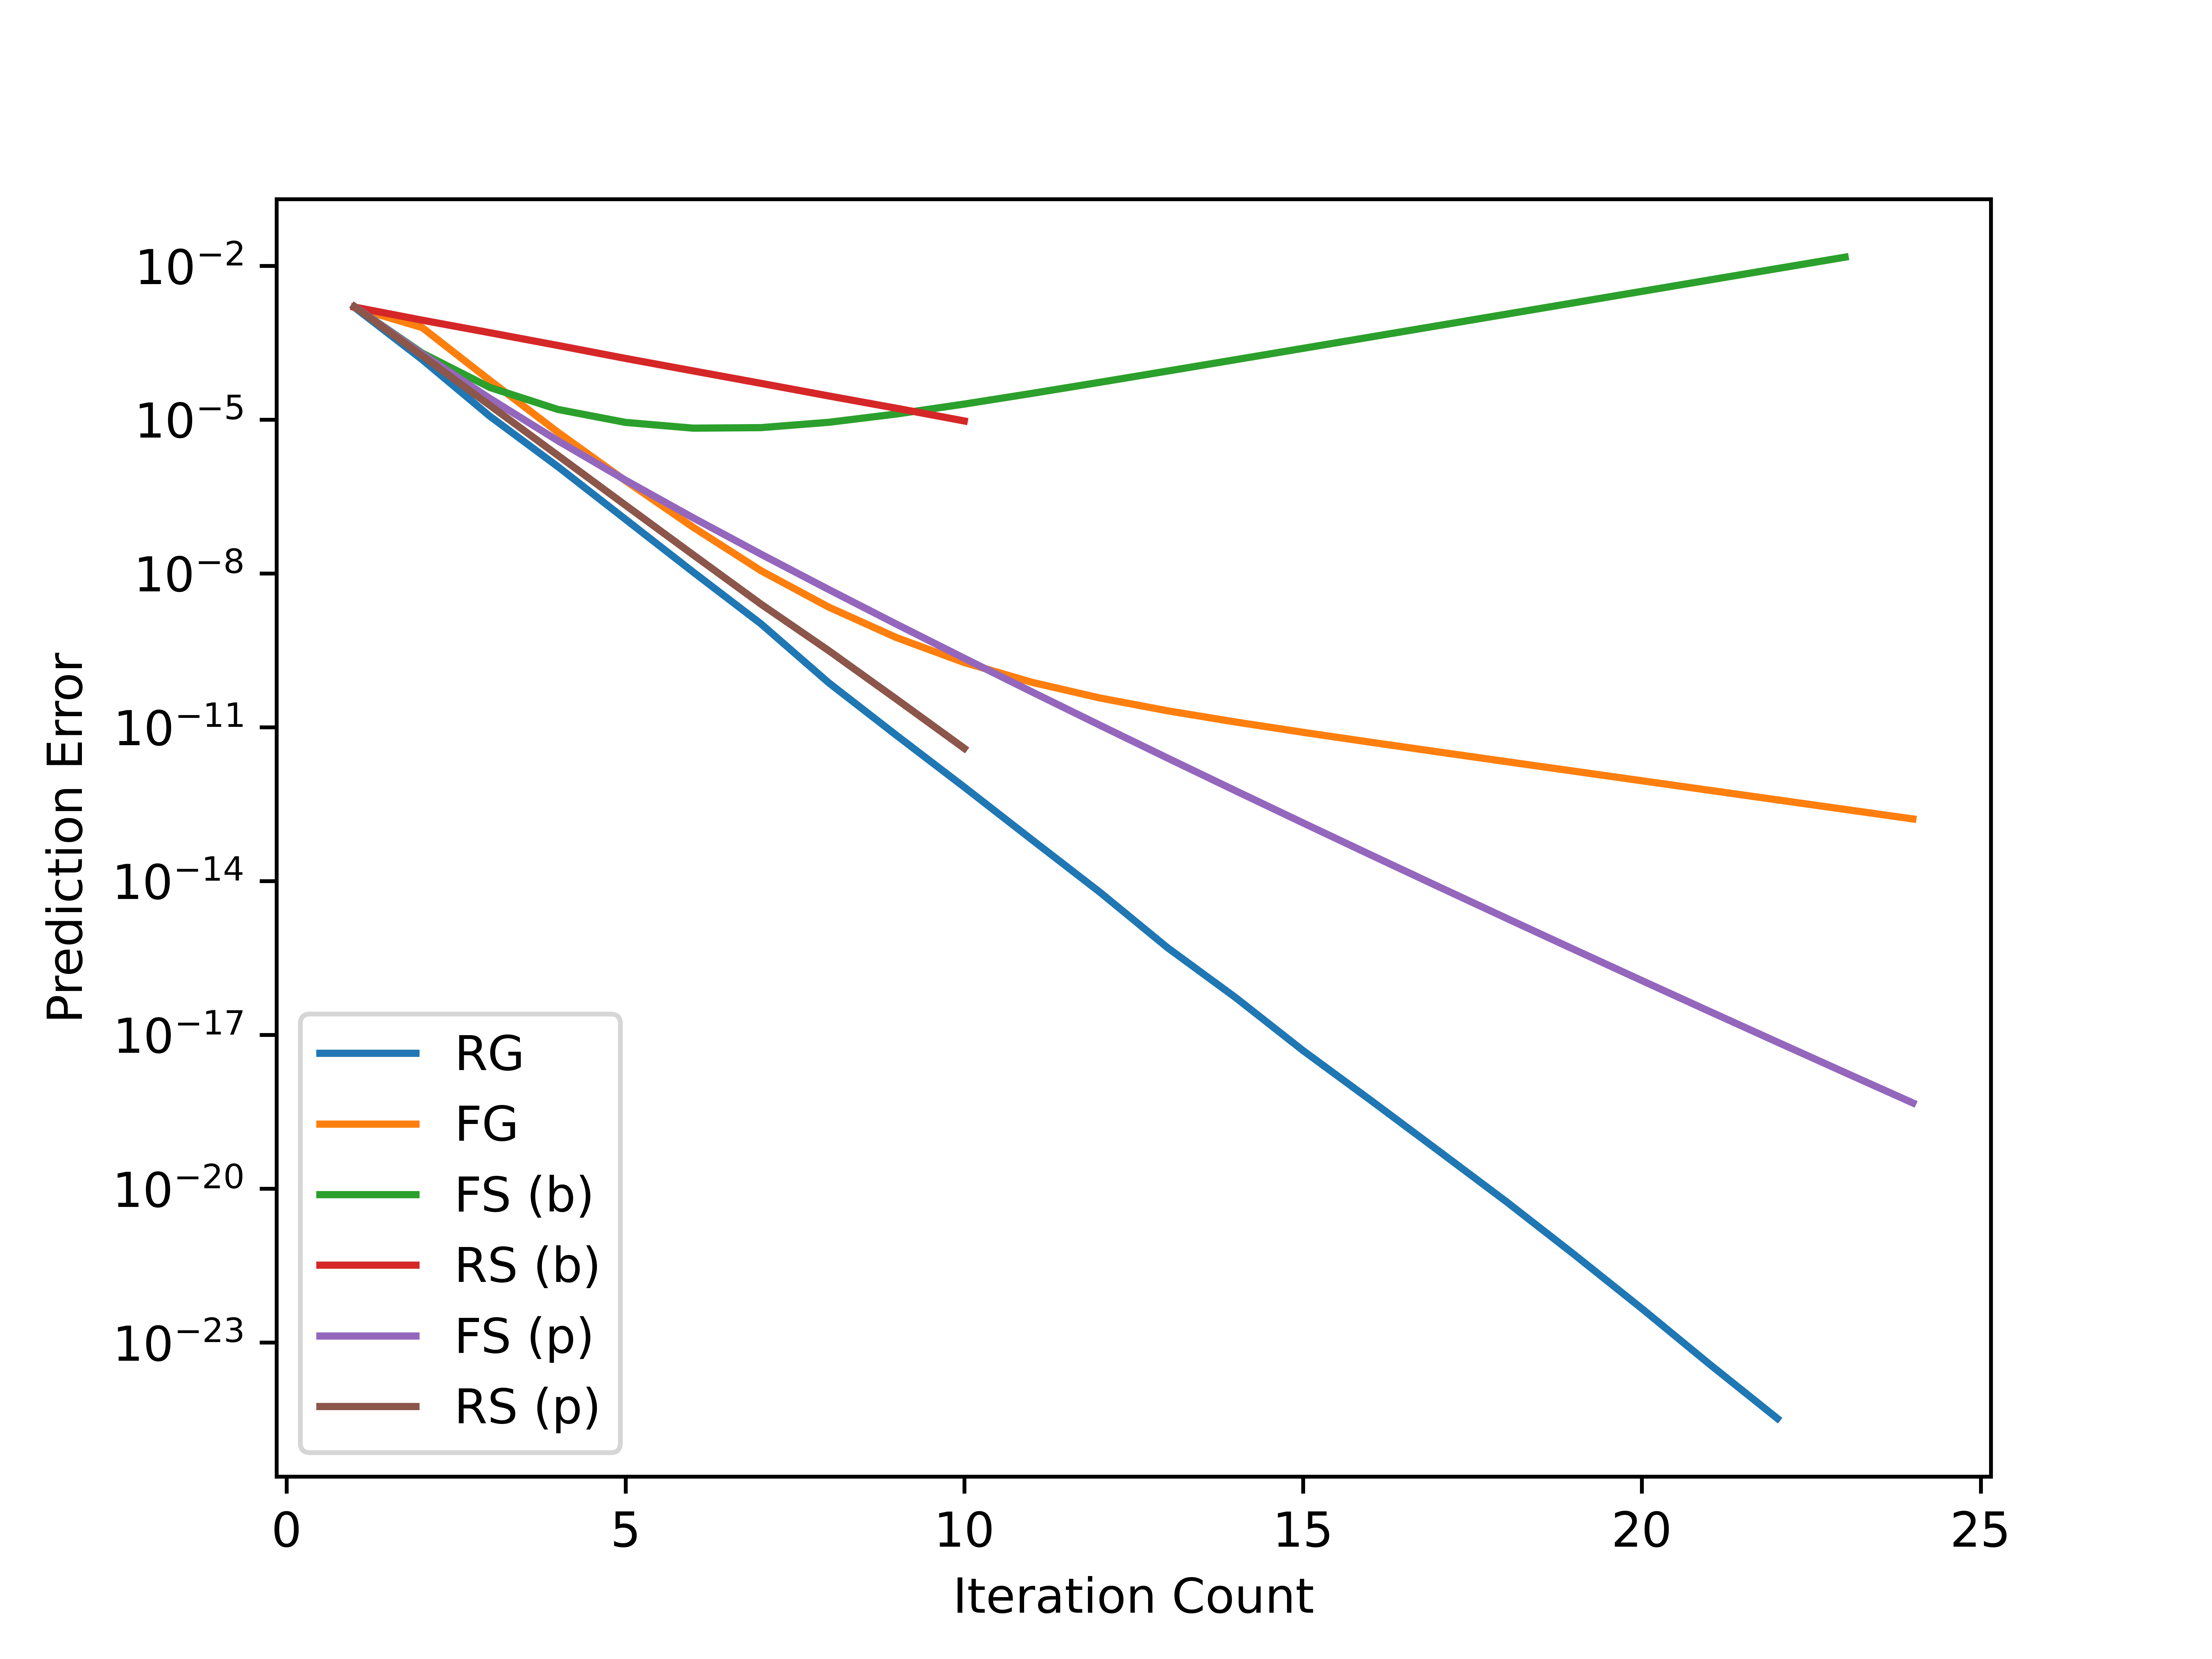 10⁻²
10⁻⁵
10⁻⁸
10⁻¹¹
10⁻¹⁴
10⁻¹⁷
10⁻²⁰
10⁻²³
Prediction Error
RG
FG
FS (b)
RS (b)
FS (p)
RS (p)
0 5 10 15 20 25
Iteration Count